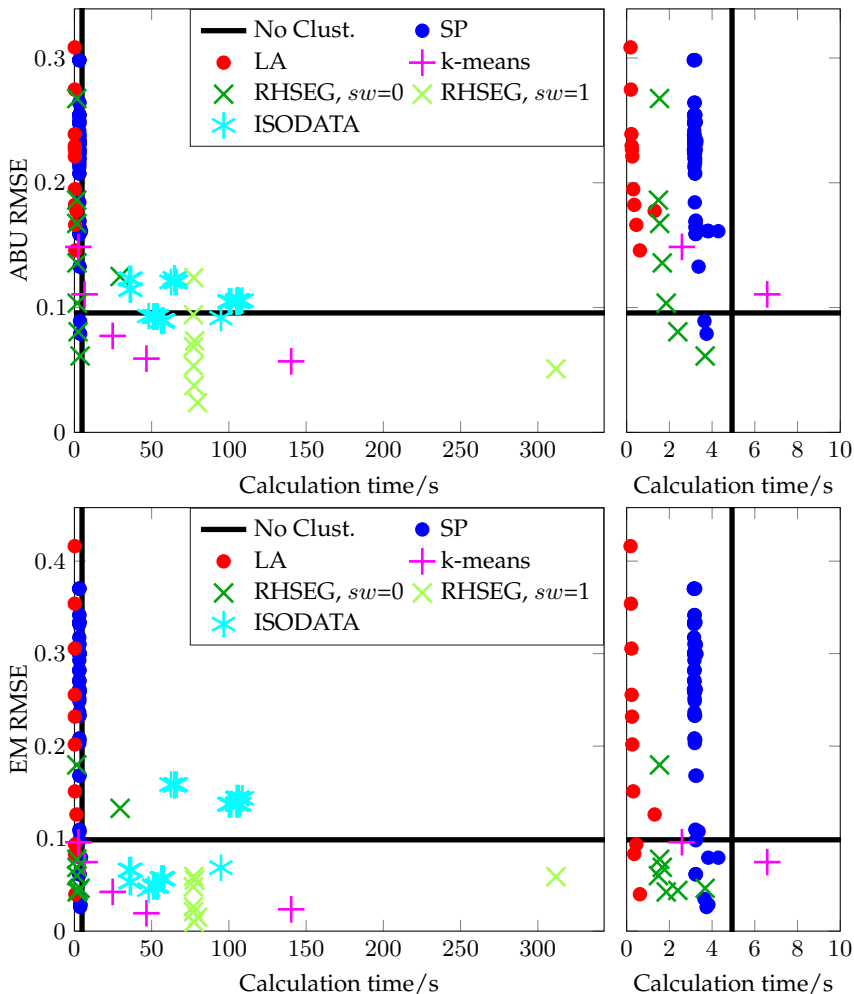 No Clust.
SP
LA
k-means
RHSEG, sw=0
RHSEG, sw=1
ISODATA
0.3
0.2
0.1
0
ABU RMSE
0
50
100
150
200
250
300
Calculation time/s
0
2
4
6
8
10
Calculation time/s
No Clust.
SP
LA
k-means
RHSEG, sw=0
RHSEG, sw=1
ISODATA
0.4
0.3
0.2
0.1
0
EM RMSE
0
50
100
150
200
250
300
Calculation time/s
0
2
4
6
8
10
Calculation time/s